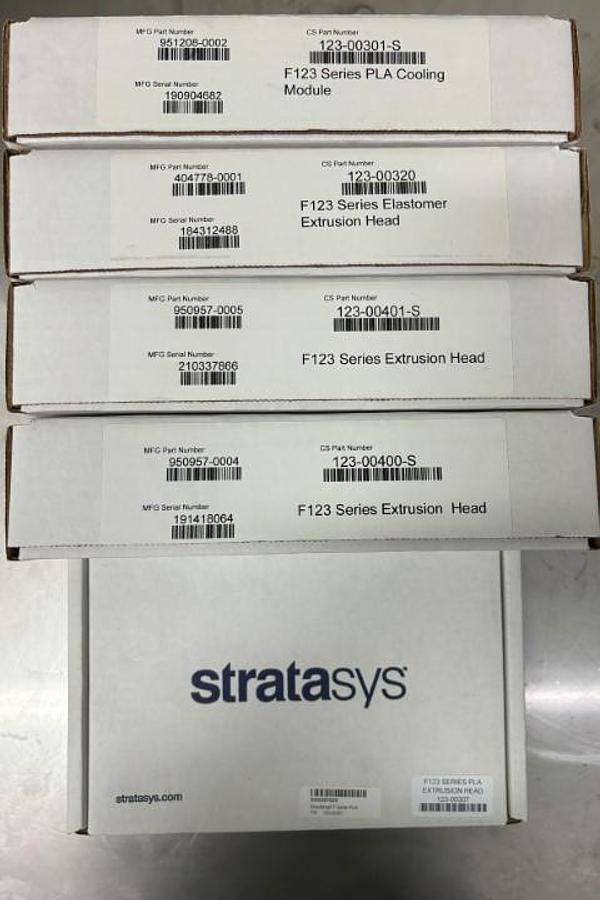 MFG Part Number
951208-0002
CS Part Number
123-00301-S
F123 Series PLA Cooling
Module
MFG Serial Number
190904682
MFG Part Number
404778-0001
CS Part Number
123-00320
F123 Series Elastomer
Extrusion Head
MFG Serial Number
184312488
MFG Part Number
950957-0005
CS Part Number
123-00401-S
MFG Serial Number
210337866
F123 Series Extrusion Head
MFG Part Number
950957-0004
CS Part Number
123-00400-S
MFG Serial Number
191418064
F123 Series Extrusion Head
stratasys
stratasys.com
F123 SERIES PLA
EXTRUSION HEAD
123-00307